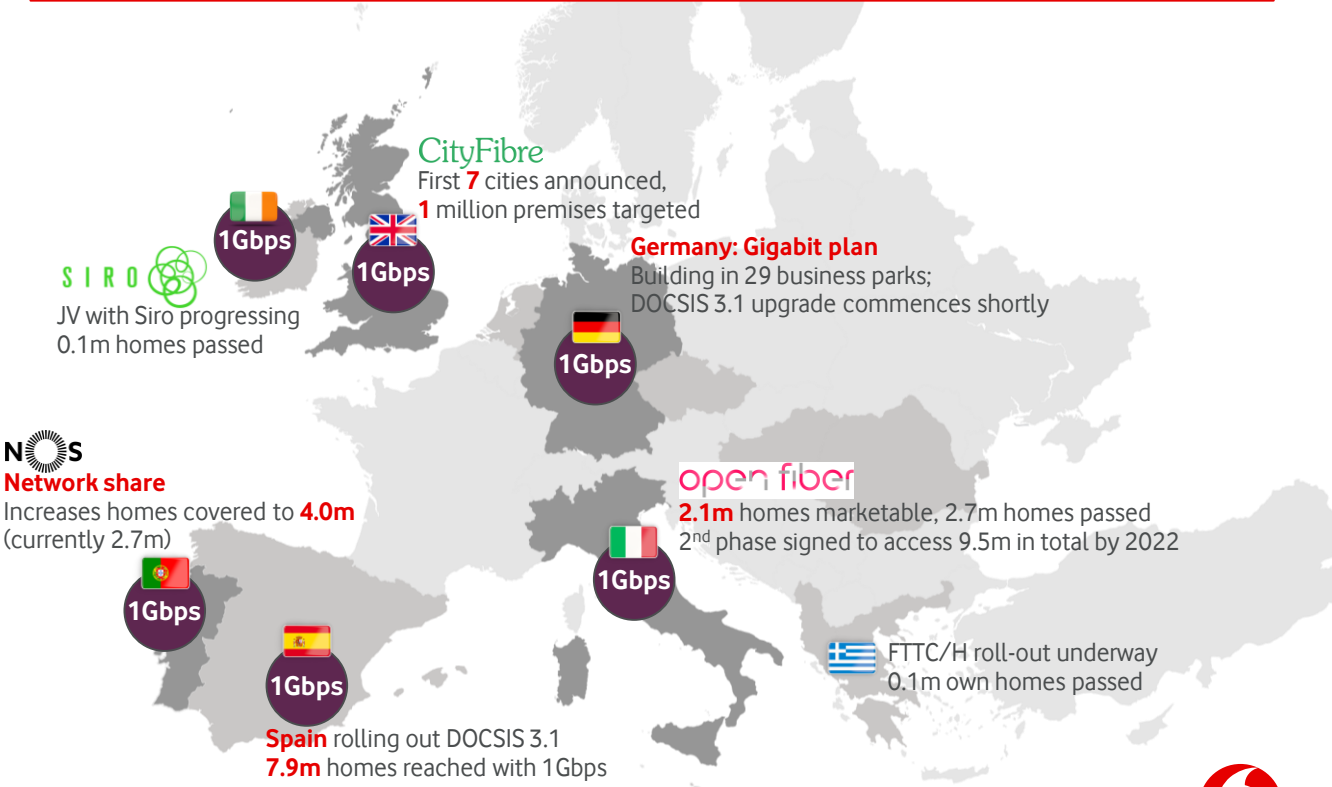 CityFibre
First 7 cities announced,
1 million premises targeted
1Gbps
1Gbps
SIRO
JV with Siro progressing
0.1m homes passed
Germany: Gigabit plan
Building in 29 business parks;
DOCSIS 3.1 upgrade commences shortly
1Gbps
NOS
Network share
Increases homes covered to 4.0m
(currently 2.7m)
1Gbps
open fiber
2.1m homes marketable, 2.7m homes passed
2nd phase signed to access 9.5m in total by 2022
1Gbps
FTTC/H roll-out underway
0.1m own homes passed
1Gbps
Spain rolling out DOCSIS 3.1
7.9m homes reached with 1Gbps